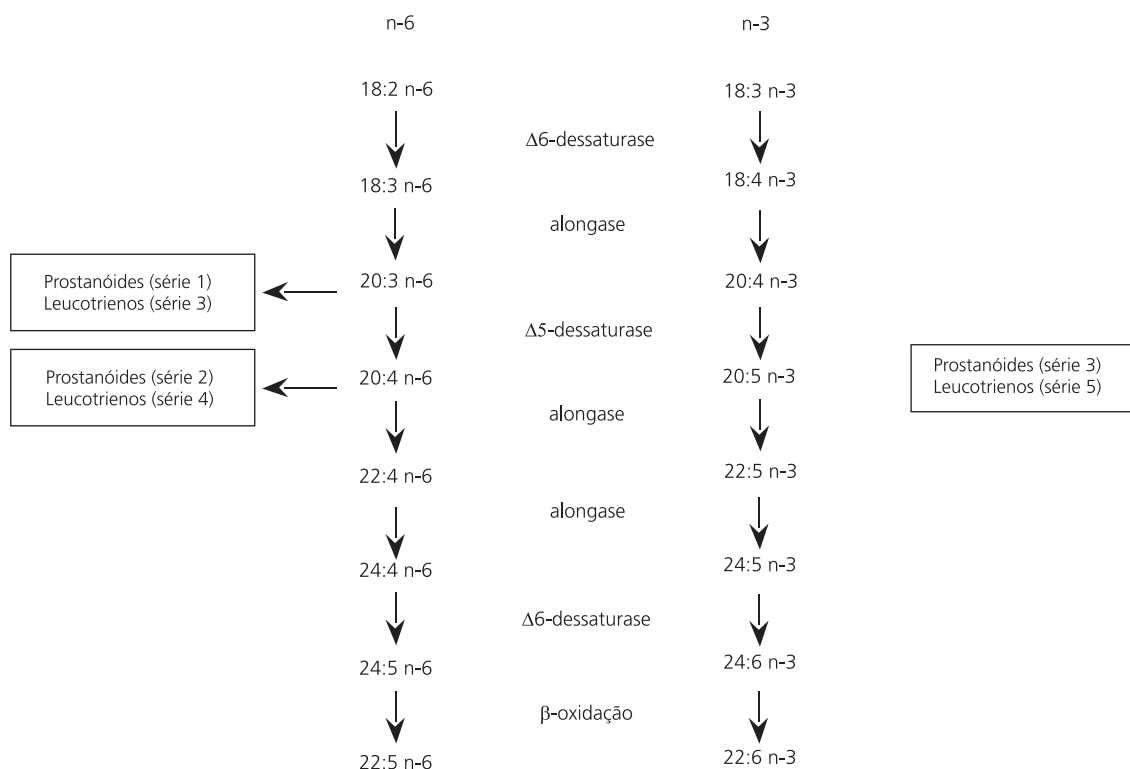 n-6
n-3
18:2 n-6
18:3 n-3
Δ6-dessaturase
18:3 n-6
18:4 n-3
alongase
Prostanóides (série 1)
Leucotrienos (série 3)
20:3 n-6
20:4 n-3
Δ5-dessaturase
Prostanóides (série 2)
Leucotrienos (série 4)
20:4 n-6
20:5 n-3
Prostanóides (série 3)
Leucotrienos (série 5)
alongase
22:4 n-6
22:5 n-3
alongase
24:4 n-6
24:5 n-3
Δ6-dessaturase
24:5 n-6
24:6 n-3
β-oxidação
22:5 n-6
22:6 n-3